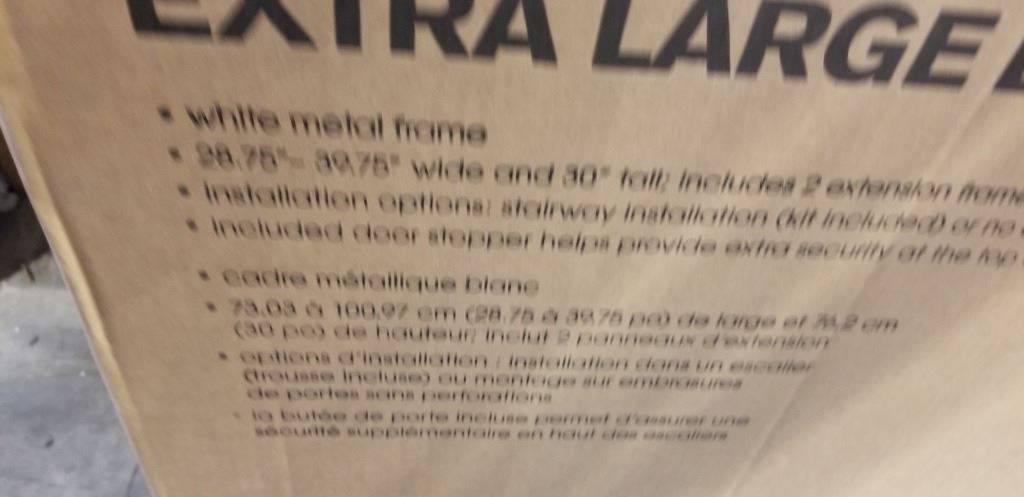 EXTRA LARGE
• white metal frame
• 28.75"- 39.75" wide and 30" tall; includes 2 extension frame
• installation options: stairway installation (kit included) or no
• included door stopper helps provide extra security at the top
• cadre métallique blanc
• 73.03 à 100.97 cm (28.75 à 39.75 po) de large et 76.2 cm
(30 po) de hauteur; inclut 2 panneaux d'extension
• options d'installation : installation dans un escalier
(trousse incluse) ou montage sur embrasures
de portes sans perforations
- la butée de porte incluse permet d'assurer une
sécurité supplémentaire en haut des escaliers